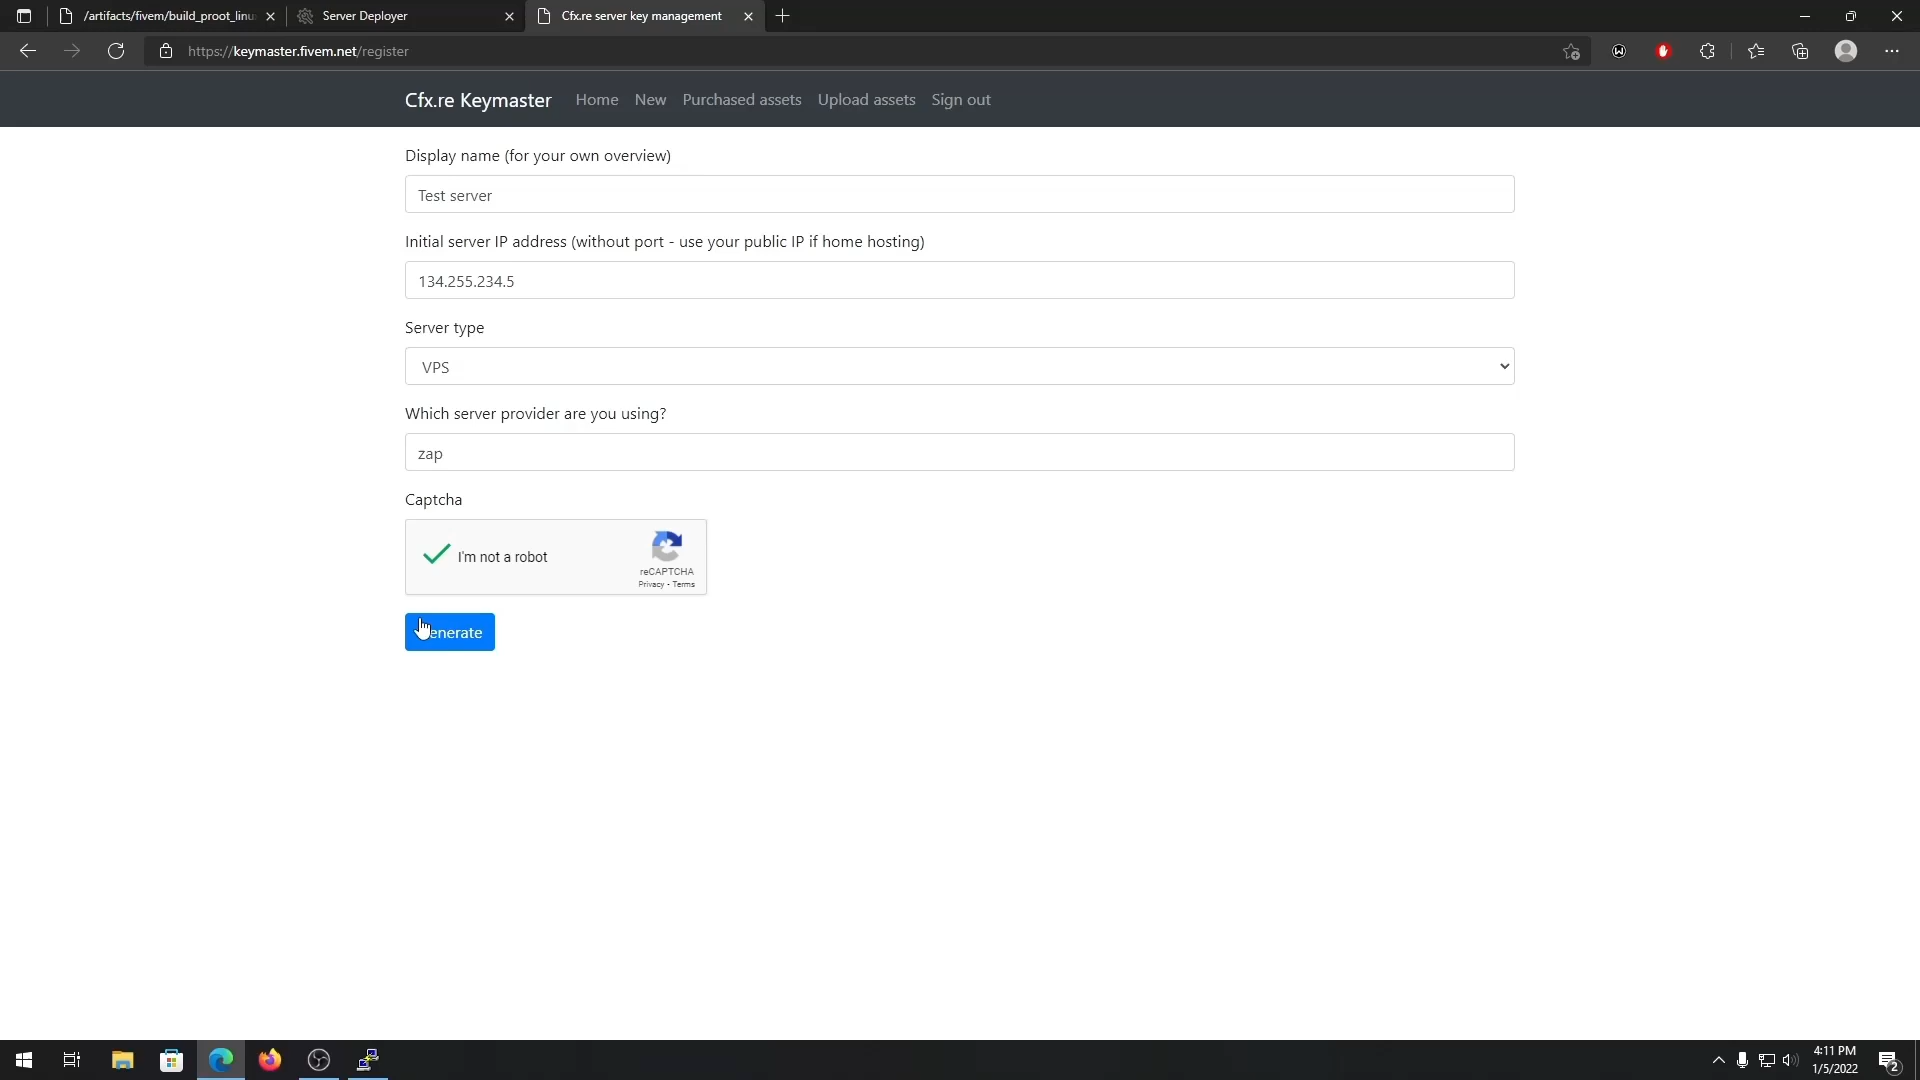 /artifacts/fivem/build_proot_linu
Server Deployer
Cfx.re server key management
https://keymaster.fivem.net/register
Cfx.re Keymaster
Home
New
Purchased assets
Upload assets
Sign out
Display name (for your own overview)
Test server
Initial server IP address (without port - use your public IP if home hosting)
134.255.234.5
Server type
VPS
Which server provider are you using?
zap
Captcha
I'm not a robot
reCAPTCHA
Privacy - Terms
enerate
4:11 PM
1/5/2022
2